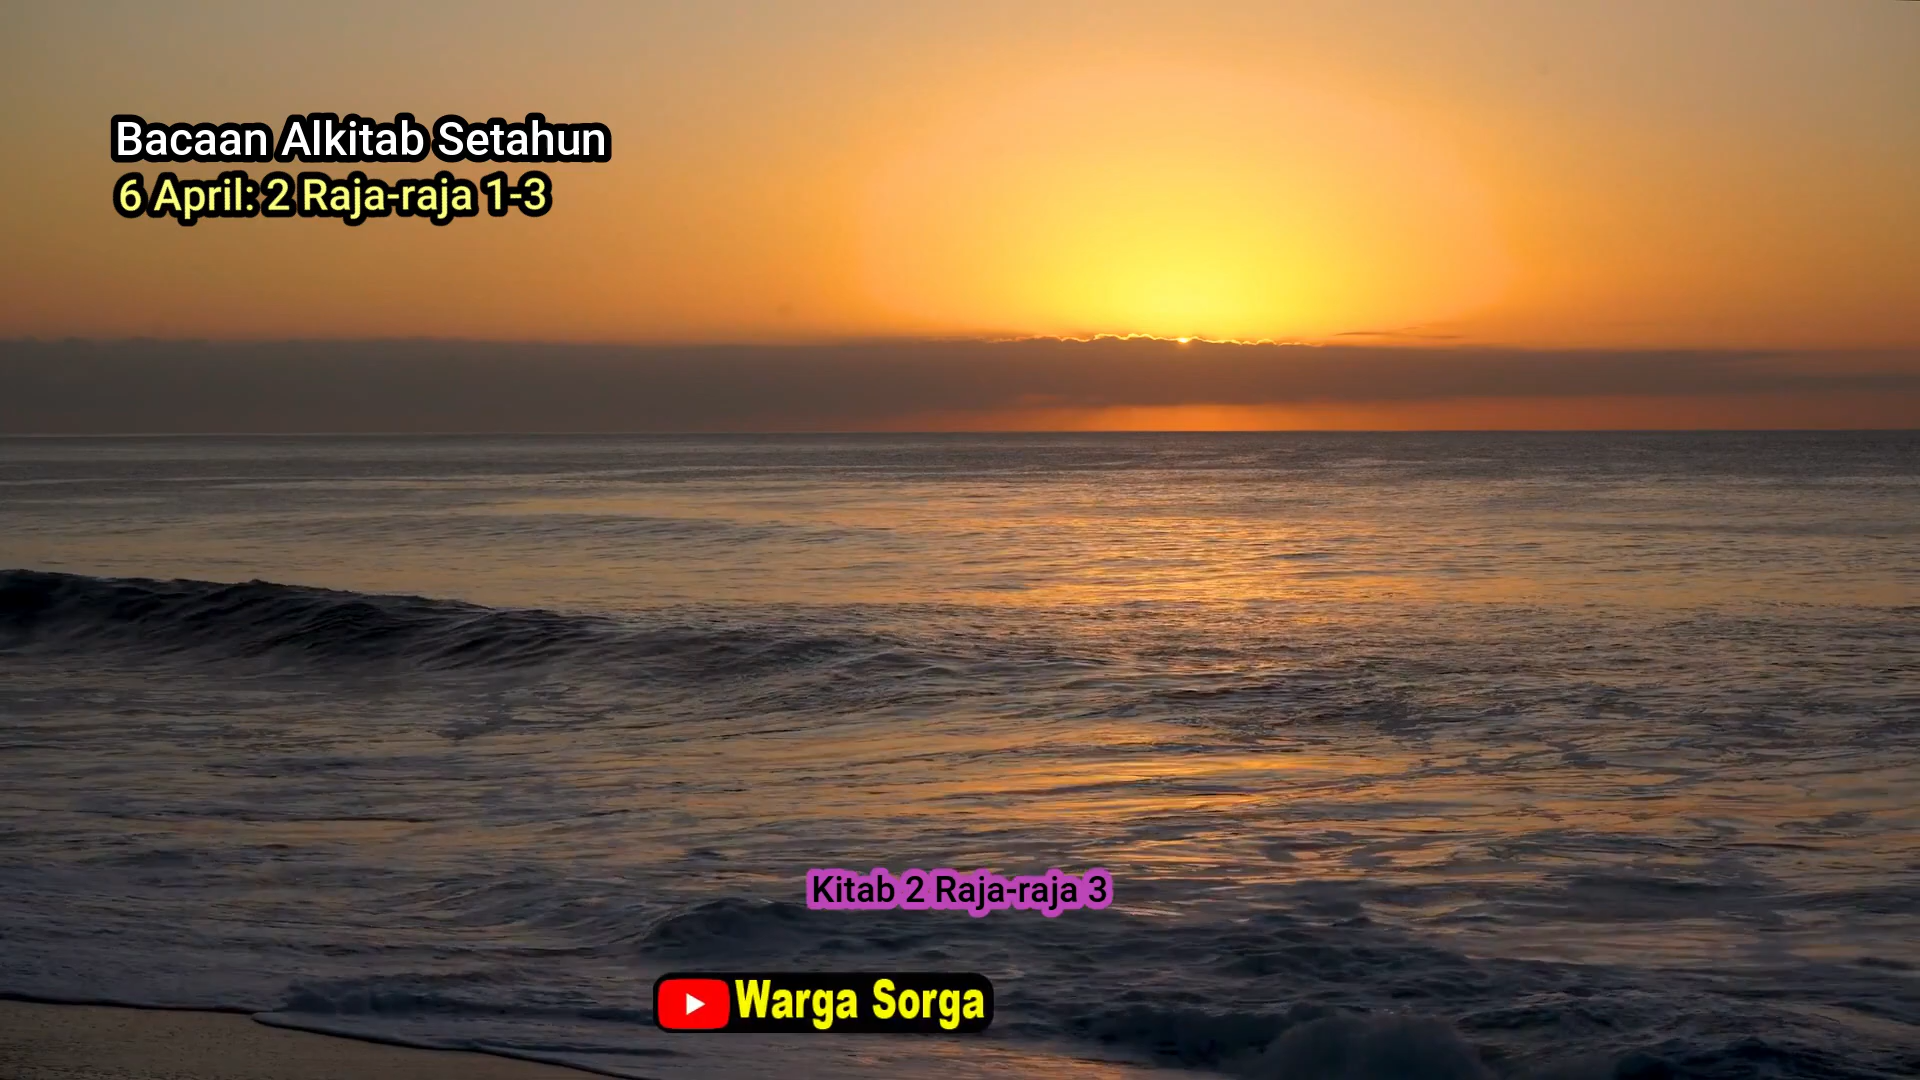 Bacaan Alkitab Setahun
6 April: 2 Raja-raja 1-3
Kitab 2 Raja-raja 3
Warga Sorga